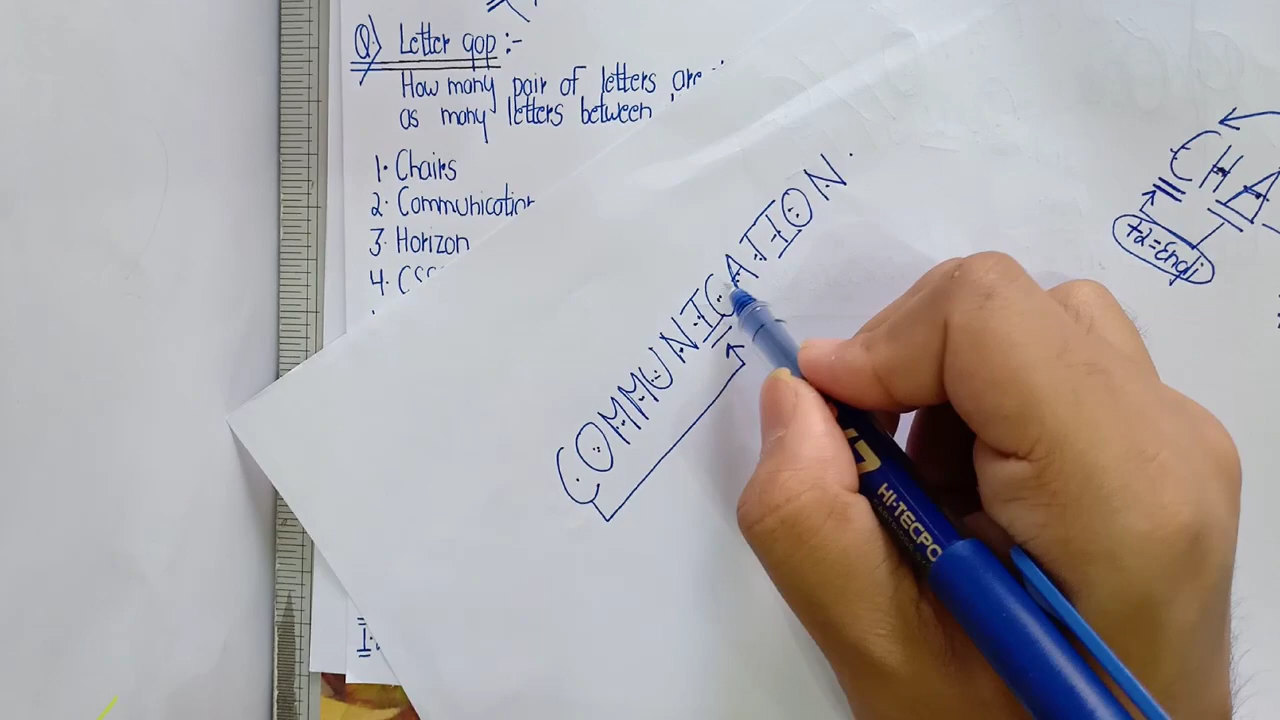 Q) Letter gap :-
How many pair of letters are
as many letters between
1. Chairs
2. Communication
3. Horizon
4.
COMMUNICATION.
CHA
+2=Engli
HI-TECPO
I.